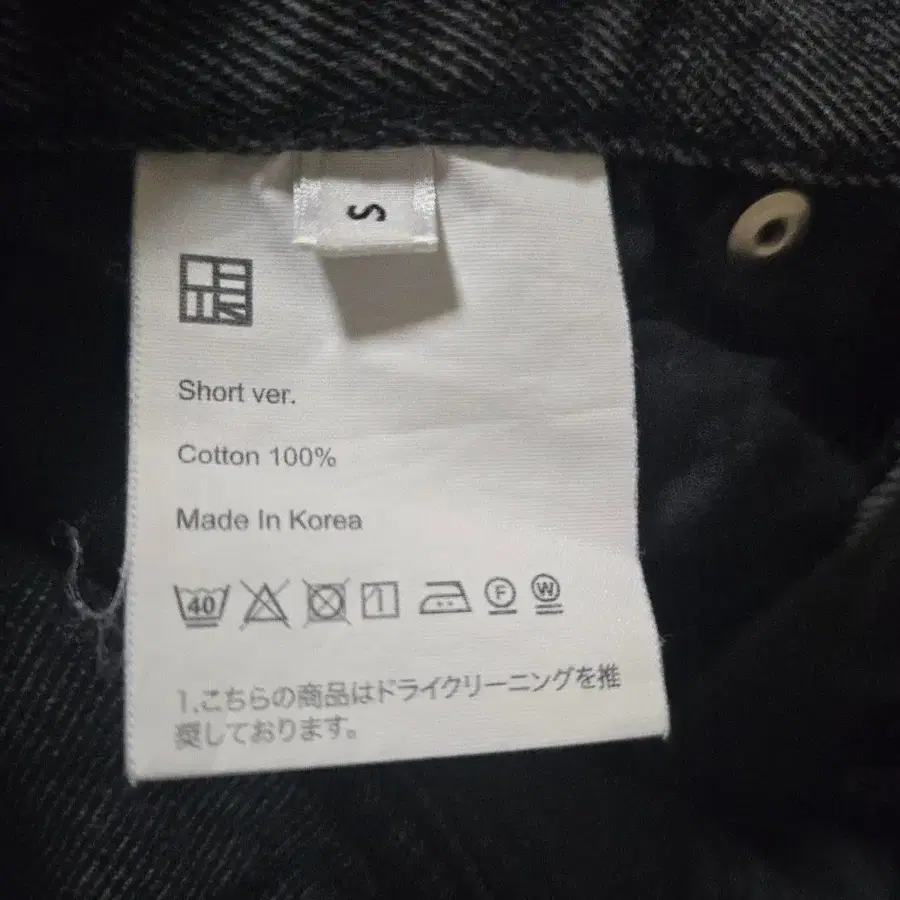 S
Short ver.
Cotton 100%
Made In Korea
40 F W
1.こちらの商品はドライクリーニングを推
奨しております。